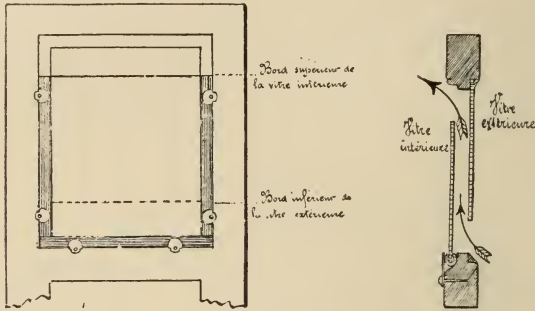 Bord supérieur de
la vitre intérieure
Bord inférieur de
la vitre extérieure
Vitre
intérieure
Vitre
extérieure